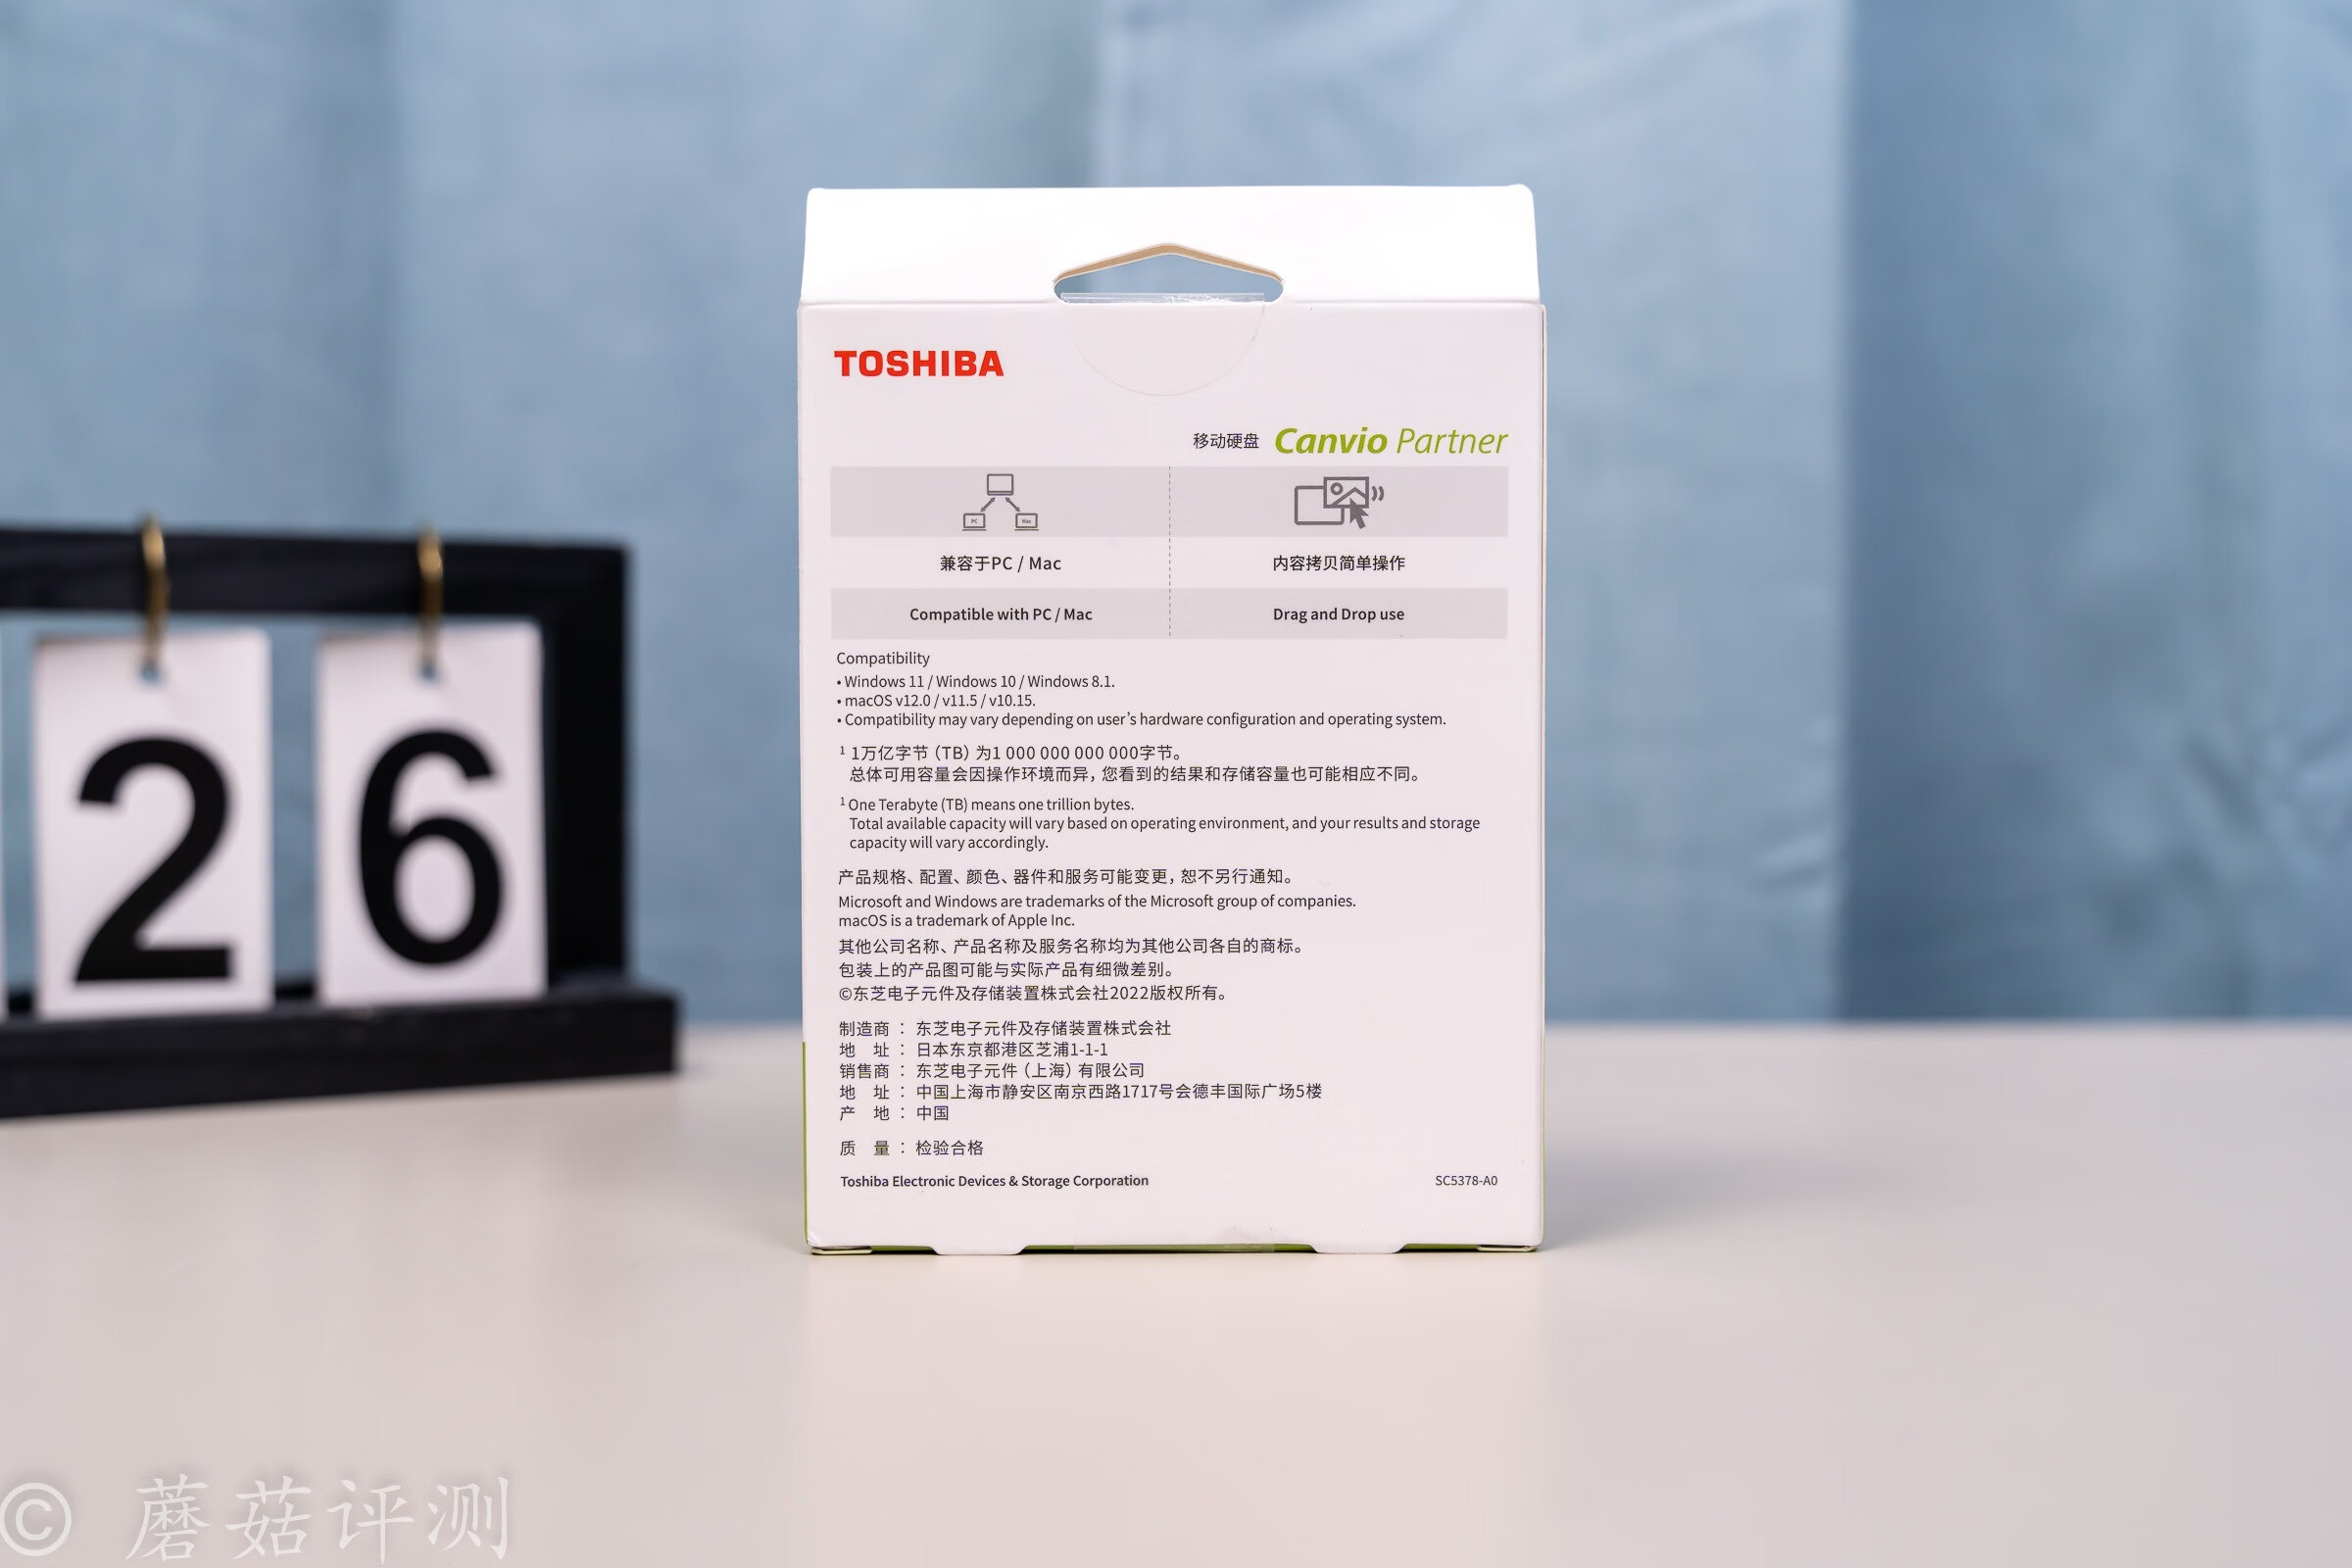 TOSHIBA
移动硬盘 Canvio Partner
PC Mac
兼容于PC / Mac
内容拷贝简单操作
Compatible with PC / Mac
Drag and Drop use
Compatibility
• Windows 11 / Windows 10 / Windows 8.1.
• macOS v12.0 / v11.5 / v10.15.
• Compatibility may vary depending on user's hardware configuration and operating system.
1 1万亿字节（TB）为1 000 000 000 000字节。
总体可用容量会因操作环境而异，您看到的结果和存储容量也可能相应不同。
1 One Terabyte (TB) means one trillion bytes.
Total available capacity will vary based on operating environment, and your results and storage
capacity will vary accordingly.
产品规格、配置、颜色、器件和服务可能变更，恕不另行通知。
Microsoft and Windows are trademarks of the Microsoft group of companies.
macOS is a trademark of Apple Inc.
其他公司名称、产品名称及服务名称均为其他公司各自的商标。
包装上的产品图可能与实际产品有细微差别。
©东芝电子元件及存储装置株式会社2022版权所有。
制造商：东芝电子元件及存储装置株式会社
地 址：日本东京都港区芝浦1-1-1
销售商：东芝电子元件（上海）有限公司
地 址：中国上海市静安区南京西路1717号会德丰国际广场5楼
产 地：中国
质 量：检验合格
Toshiba Electronic Devices & Storage Corporation
SC5378-A0
26
© 蘑菇评测